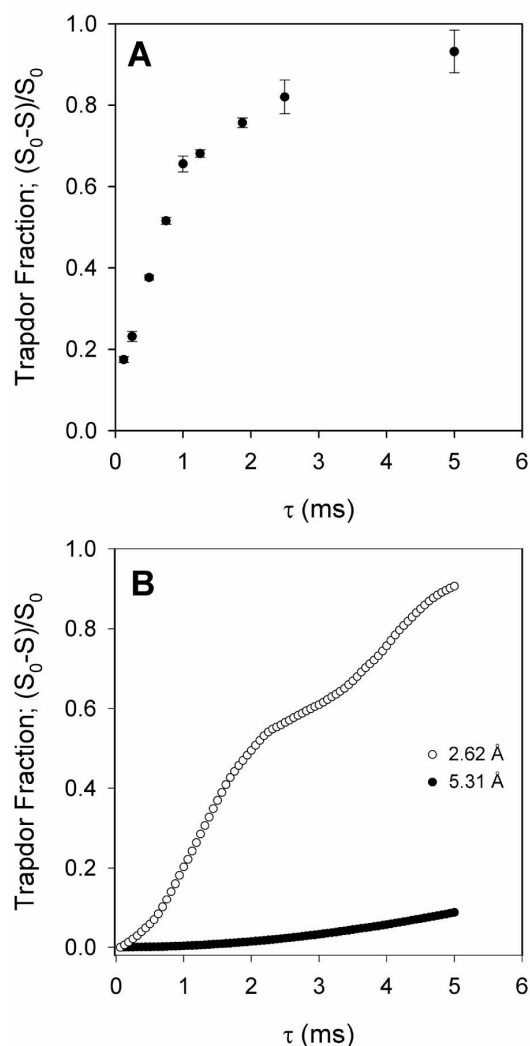 A
Trapdor Fraction; (S₀-S)/S₀
1.0
0.8
0.6
0.4
0.2
0.0
0 1 2 3 4 5 6
τ (ms)
B
Trapdor Fraction; (S₀-S)/S₀
1.0
0.8
0.6
0.4
0.2
0.0
2.62 Å
5.31 Å
0 1 2 3 4 5 6
τ (ms)